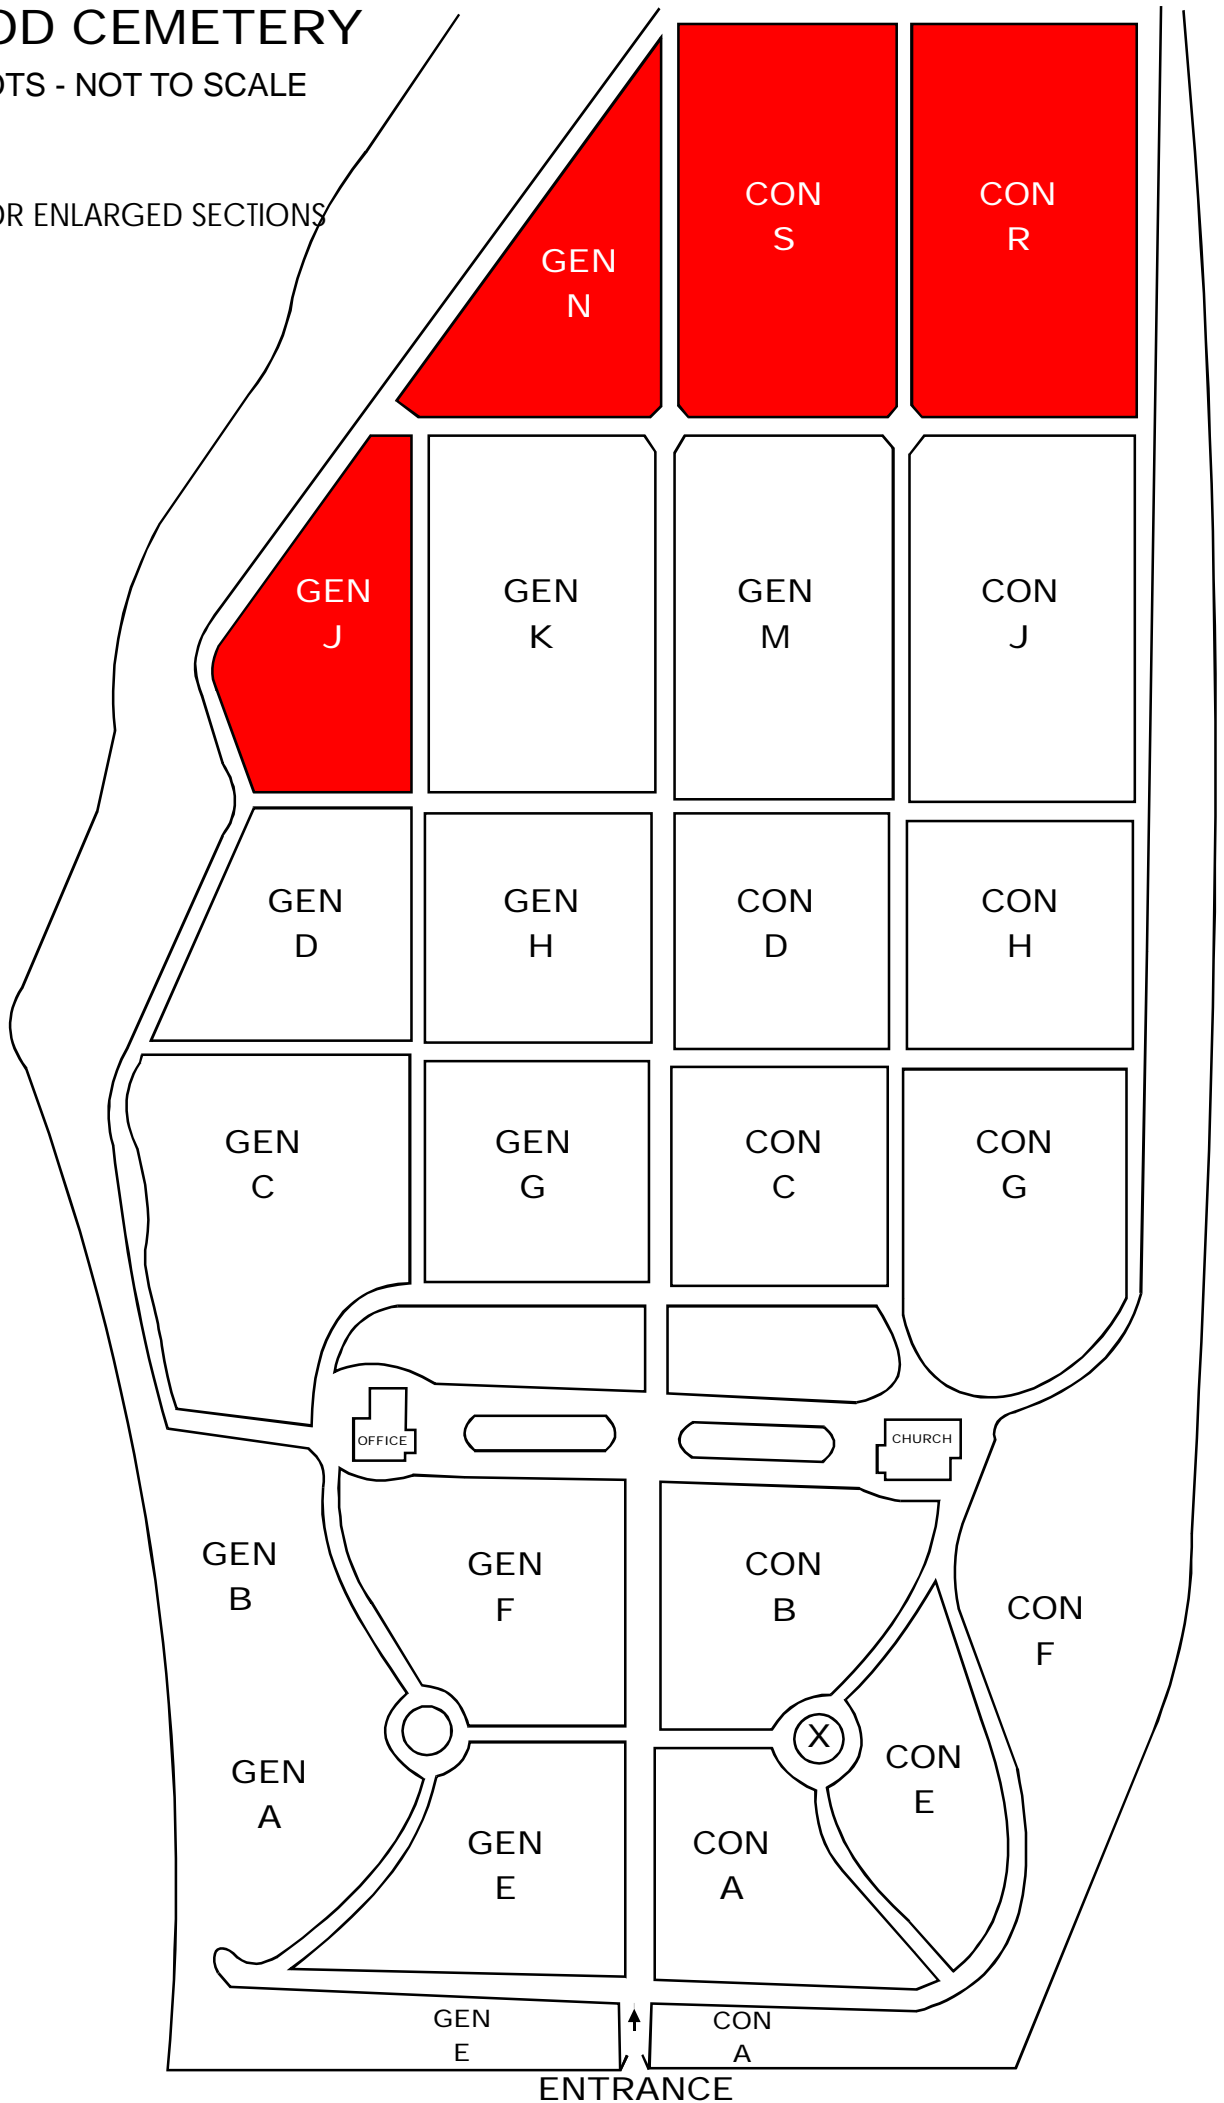 OD CEMETERY
OTS - NOT TO SCALE
OR ENLARGED SECTIONS
CON
S
CON
R
GEN
N
GEN
J
GEN
K
GEN
M
CON
J
GEN
D
GEN
H
CON
D
CON
H
GEN
C
GEN
G
CON
C
CON
G
OFFICE
CHURCH
GEN
B
GEN
F
CON
B
CON
F
X
GEN
A
CON
E
GEN
E
CON
A
GEN
E
CON
A
ENTRANCE